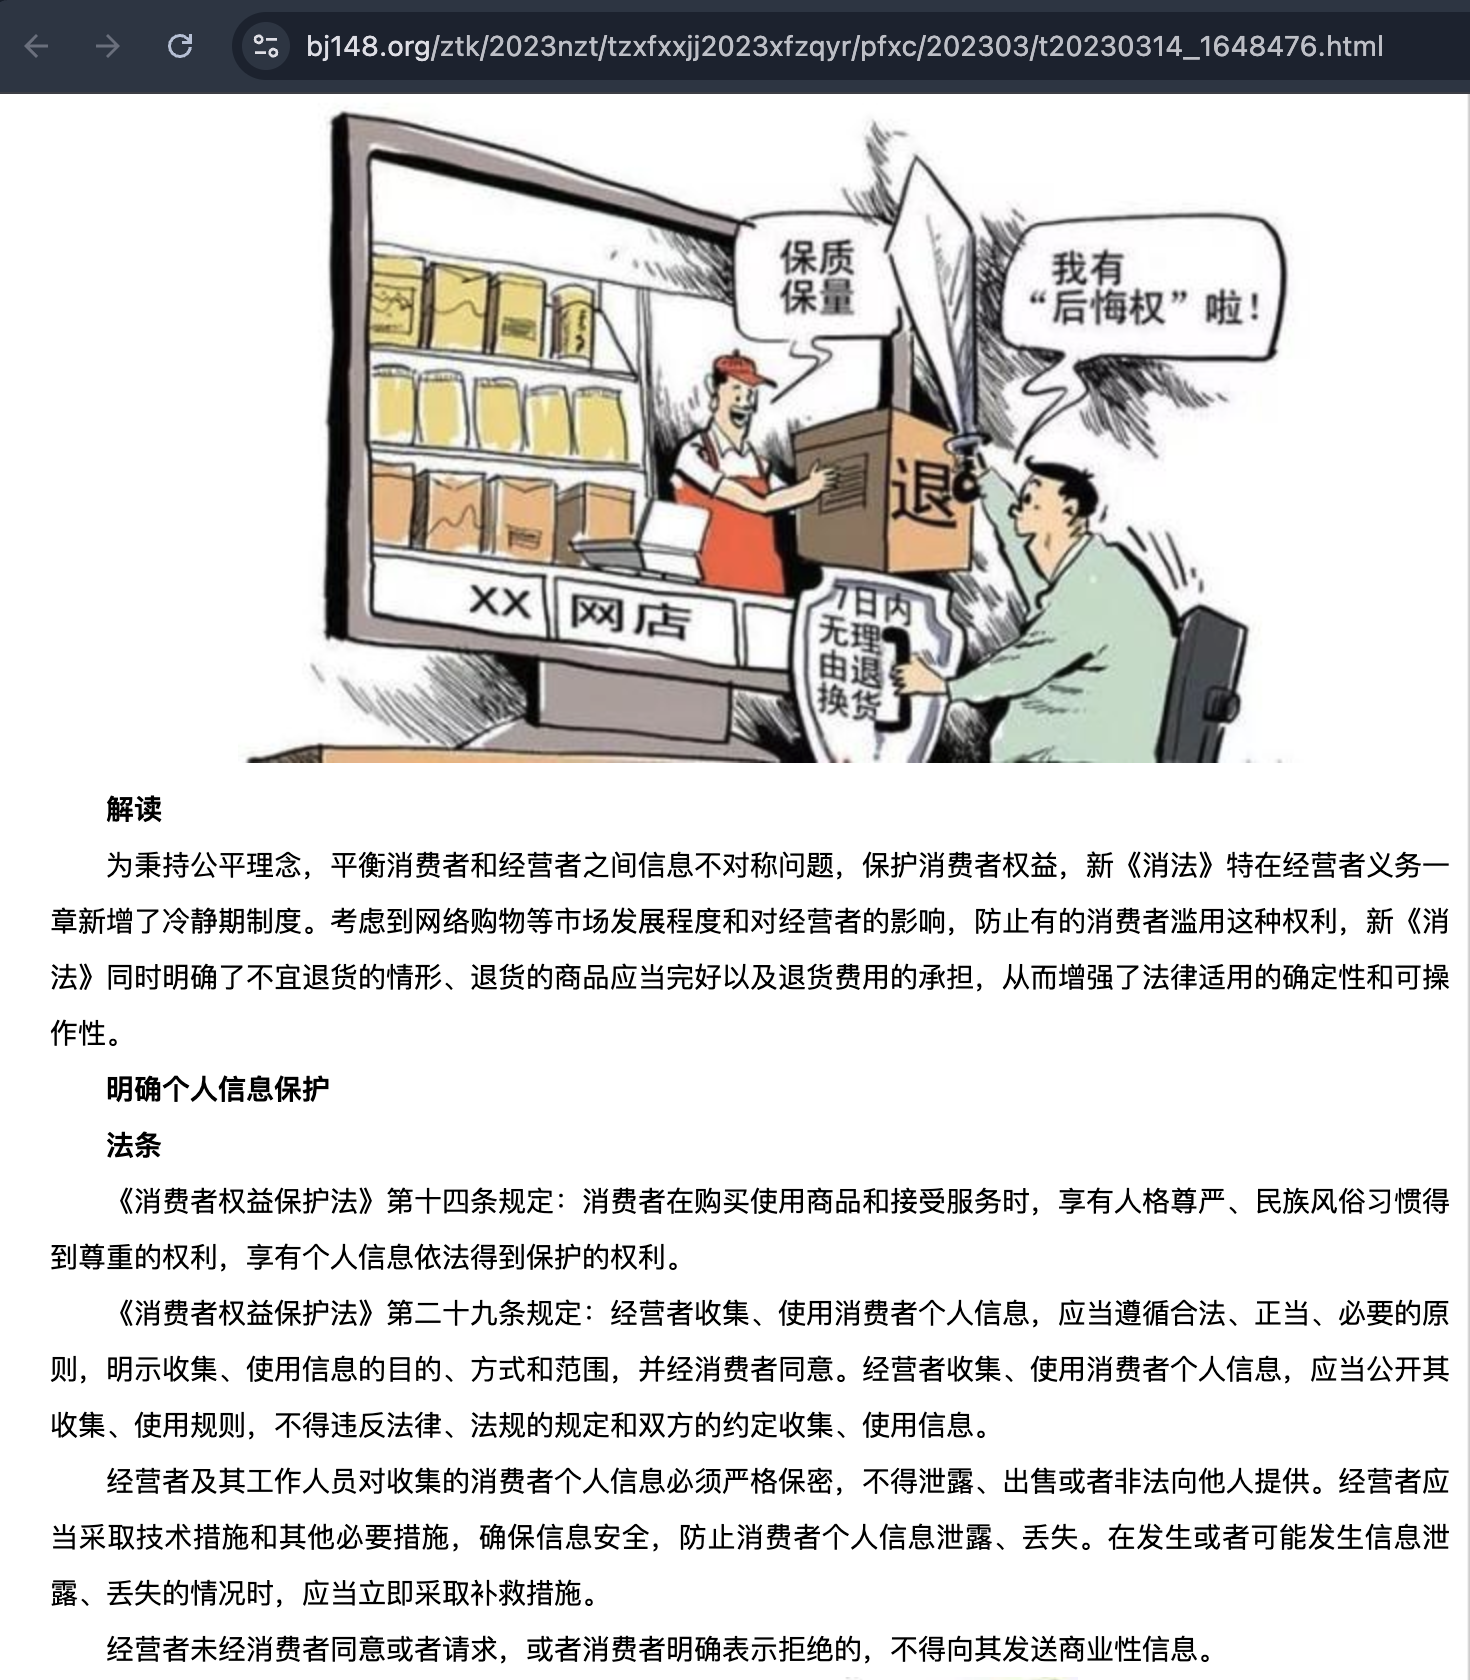 bj148.org/ztk/2023nzt/tzxfxxjj2023xfzqyr/pfxc/202303/t20230314_1648476.html
保质
保量
我有
“后悔权”啦！
退
XX 网店
7日内
无理
由退
换货
解读
为秉持公平理念，平衡消费者和经营者之间信息不对称问题，保护消费者权益，新《消法》特在经营者义务一
章新增了冷静期制度。考虑到网络购物等市场发展程度和对经营者的影响，防止有的消费者滥用这种权利，新《消
法》同时明确了不宜退货的情形、退货的商品应当完好以及退货费用的承担，从而增强了法律适用的确定性和可操
作性。
明确个人信息保护
法条
《消费者权益保护法》第十四条规定：消费者在购买使用商品和接受服务时，享有人格尊严、民族风俗习惯得
到尊重的权利，享有个人信息依法得到保护的权利。
《消费者权益保护法》第二十九条规定：经营者收集、使用消费者个人信息，应当遵循合法、正当、必要的原
则，明示收集、使用信息的目的、方式和范围，并经消费者同意。经营者收集、使用消费者个人信息，应当公开其
收集、使用规则，不得违反法律、法规的规定和双方的约定收集、使用信息。
经营者及其工作人员对收集的消费者个人信息必须严格保密，不得泄露、出售或者非法向他人提供。经营者应
当采取技术措施和其他必要措施，确保信息安全，防止消费者个人信息泄露、丢失。在发生或者可能发生信息泄
露、丢失的情况时，应当立即采取补救措施。
经营者未经消费者同意或者请求，或者消费者明确表示拒绝的，不得向其发送商业性信息。